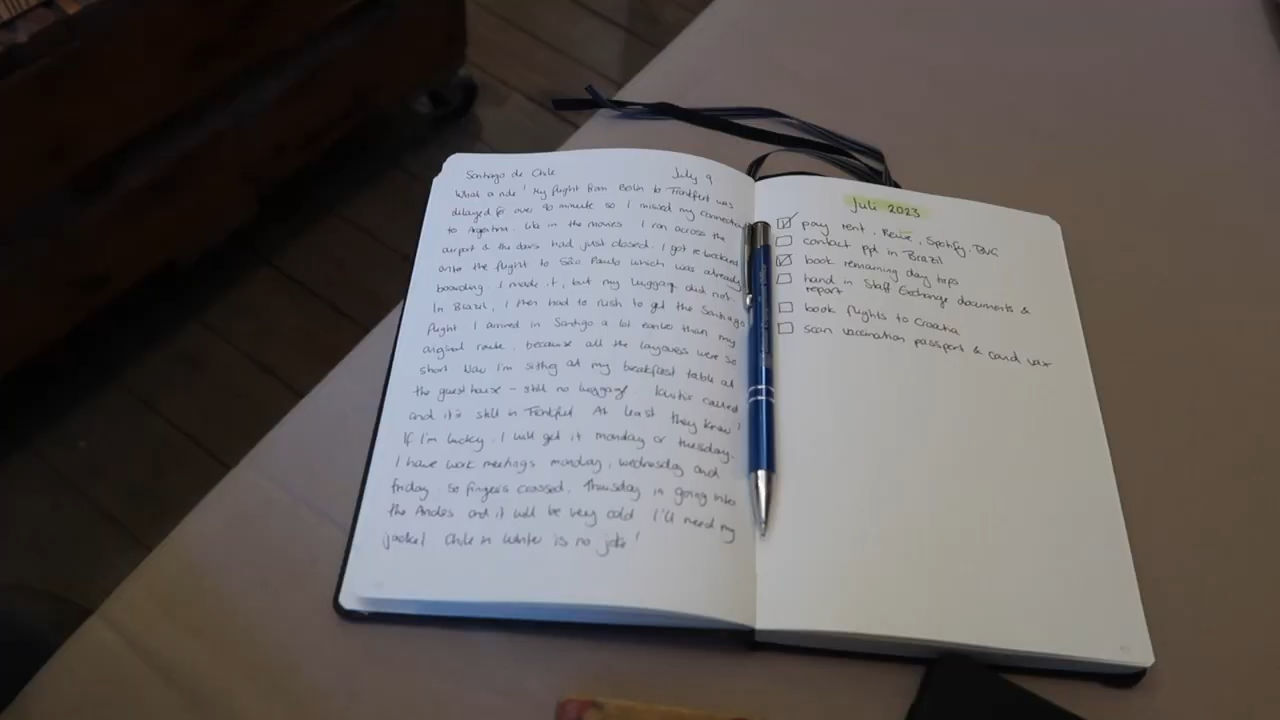 Santiago de Chile July 9
What a ride! My flight from Berlin to Frankfurt was
delayed for over 90 minute so I missed my connection
to Argentina. Like in the movies I ran across the
airport & the doors had just closed. I got rebooked
onto the flight to São Paulo which was already
boarding. I made it, but my luggage did not.
In Brazil, I then had to rush to get the Santiago
flight. I arrived in Santiago a lot earlier than my
original route, because all the layovers were so
short. Now I'm sitting at my breakfast table at
the guesthouse – still no luggage. called
and it's still in Frankfurt. At least they know!
If I'm lucky, I will get it monday or tuesday.
I have work meetings monday, wednesday and
friday so fingers crossed. Thursday I'm going into
the Andes and it will be very cold. I'll need my
jacket. Chile in Winter is no joke!
Juli 2023
pay rent, Rewe, Spotify, BVG
contact ppl in Brazil
book remaining day trips
hand in Staff Exchange documents &
report
book flights to Croatia
scan vaccination passport & covid vax